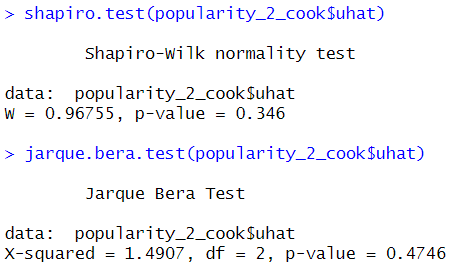 > shapiro.test(popularity_2_cook$uhat)
Shapiro-Wilk normality test
data:  popularity_2_cook$uhat
W = 0.96755, p-value = 0.346
> jarque.bera.test(popularity_2_cook$uhat)
Jarque Bera Test
data:  popularity_2_cook$uhat
X-squared = 1.4907, df = 2, p-value = 0.4746